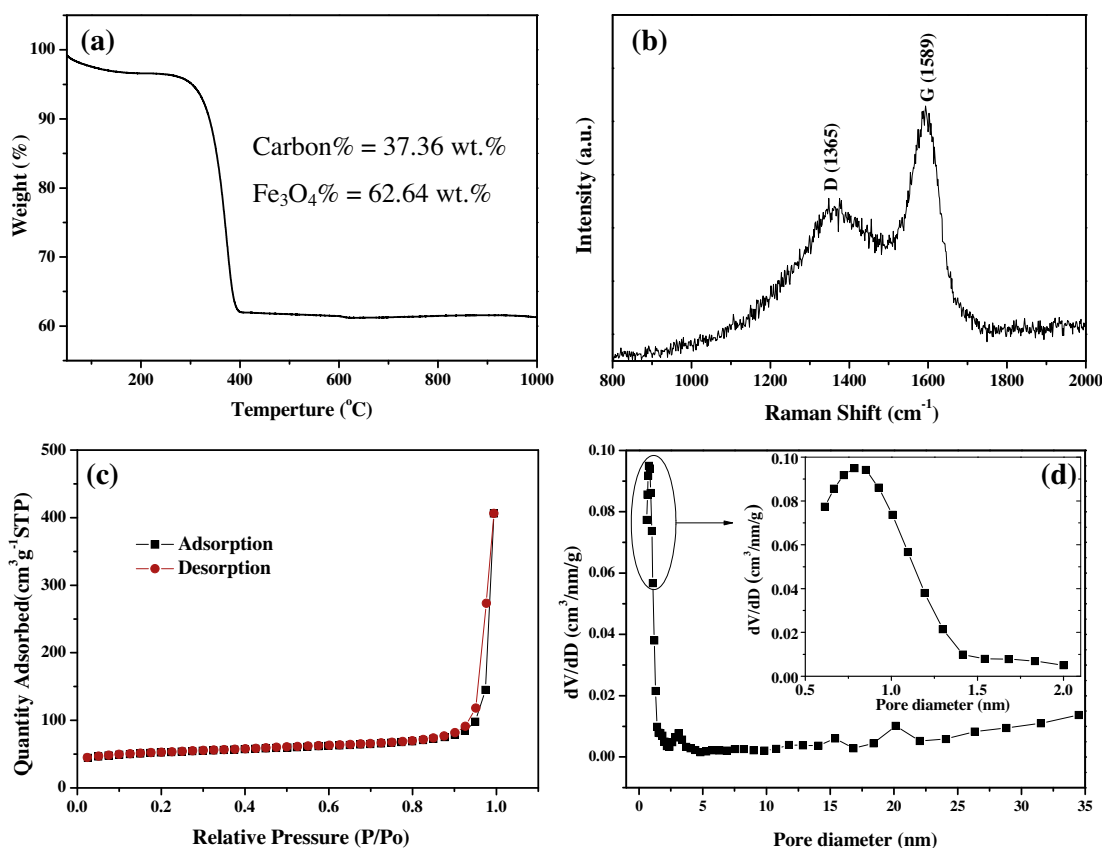 (a)
Carbon% = 37.36 wt.%
Fe₃O₄% = 62.64 wt.%
100
90
80
70
60
200
400
600
800
1000
Weight (%)
Temperture (°C)
(b)
D (1365)
G (1589)
Intensity (a.u.)
800
1000
1200
1400
1600
1800
2000
Raman Shift (cm⁻¹)
(c)
Adsorption
Desorption
500
400
300
200
100
0
0.0
0.2
0.4
0.6
0.8
1.0
Quantity Adsorbed(cm³g⁻¹STP)
Relative Pressure (P/Po)
(d)
0.10
0.08
0.06
0.04
0.02
0.00
0
5
10
15
20
25
30
35
dV/dD (cm³/nm/g)
Pore diameter (nm)
0.10
0.08
0.06
0.04
0.02
0.00
0.5
1.0
1.5
2.0
dV/dD (cm³/nm/g)
Pore diameter (nm)